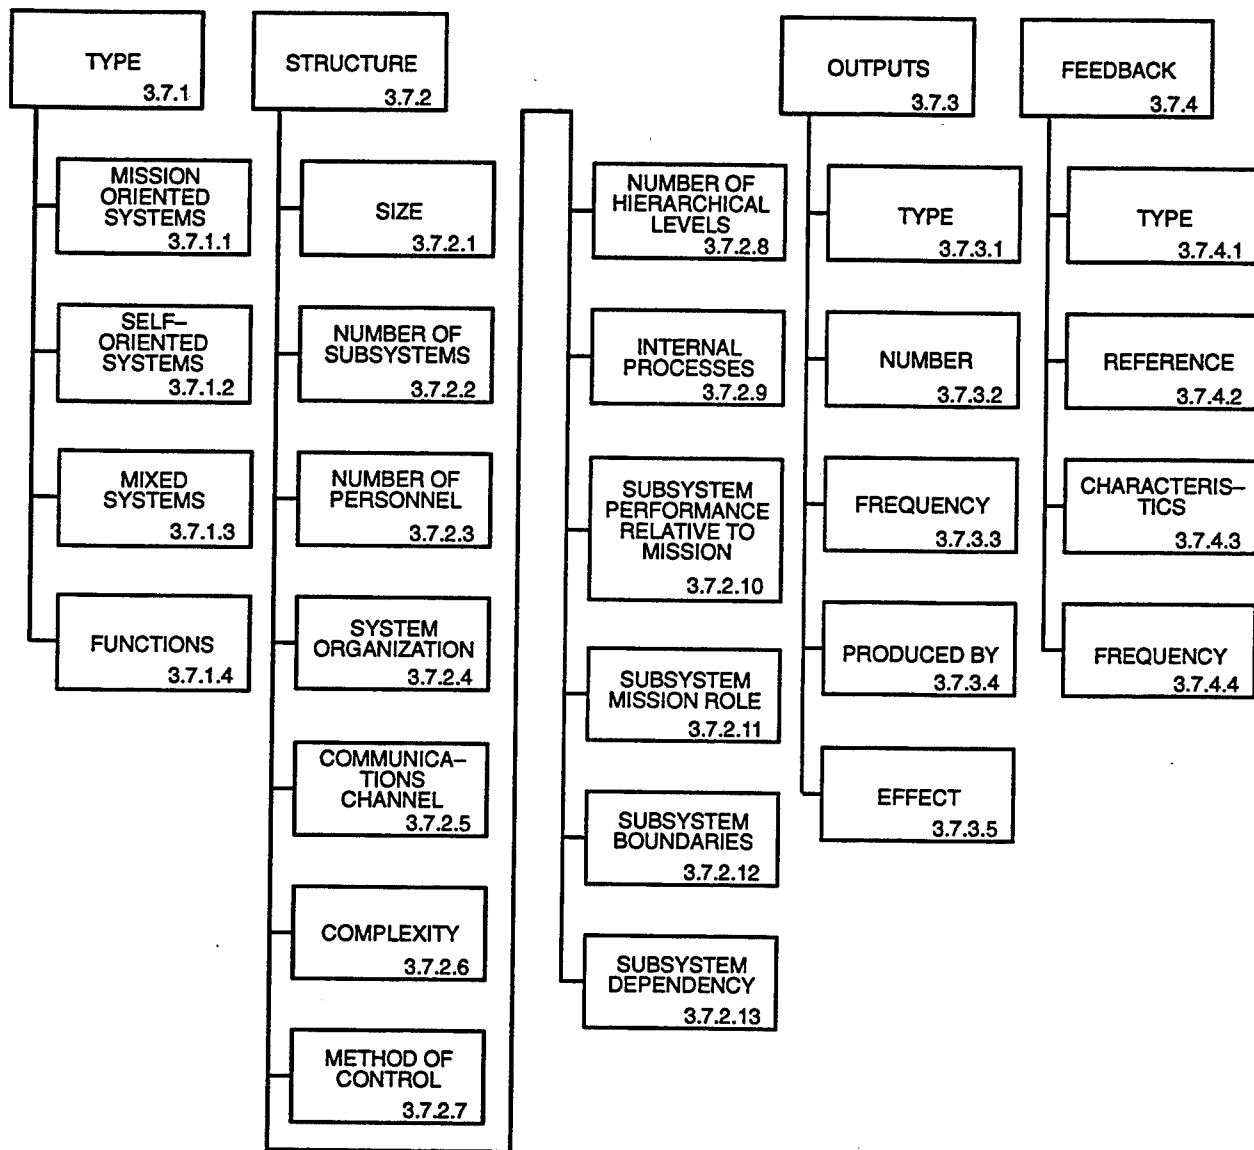 TYPE
3.7.1
MISSION
ORIENTED
SYSTEMS
3.7.1.1
SELF–
ORIENTED
SYSTEMS
3.7.1.2
MIXED
SYSTEMS
3.7.1.3
FUNCTIONS
3.7.1.4
STRUCTURE
3.7.2
SIZE
3.7.2.1
NUMBER OF
SUBSYSTEMS
3.7.2.2
NUMBER OF
PERSONNEL
3.7.2.3
SYSTEM
ORGANIZATION
3.7.2.4
COMMUNICA–
TIONS
CHANNEL
3.7.2.5
COMPLEXITY
3.7.2.6
METHOD OF
CONTROL
3.7.2.7
NUMBER OF
HIERARCHICAL
LEVELS
3.7.2.8
INTERNAL
PROCESSES
3.7.2.9
SUBSYSTEM
PERFORMANCE
RELATIVE TO
MISSION
3.7.2.10
SUBSYSTEM
MISSION ROLE
3.7.2.11
SUBSYSTEM
BOUNDARIES
3.7.2.12
SUBSYSTEM
DEPENDENCY
3.7.2.13
OUTPUTS
3.7.3
TYPE
3.7.3.1
NUMBER
3.7.3.2
FREQUENCY
3.7.3.3
PRODUCED BY
3.7.3.4
EFFECT
3.7.3.5
FEEDBACK
3.7.4
TYPE
3.7.4.1
REFERENCE
3.7.4.2
CHARACTERIS–
TICS
3.7.4.3
FREQUENCY
3.7.4.4